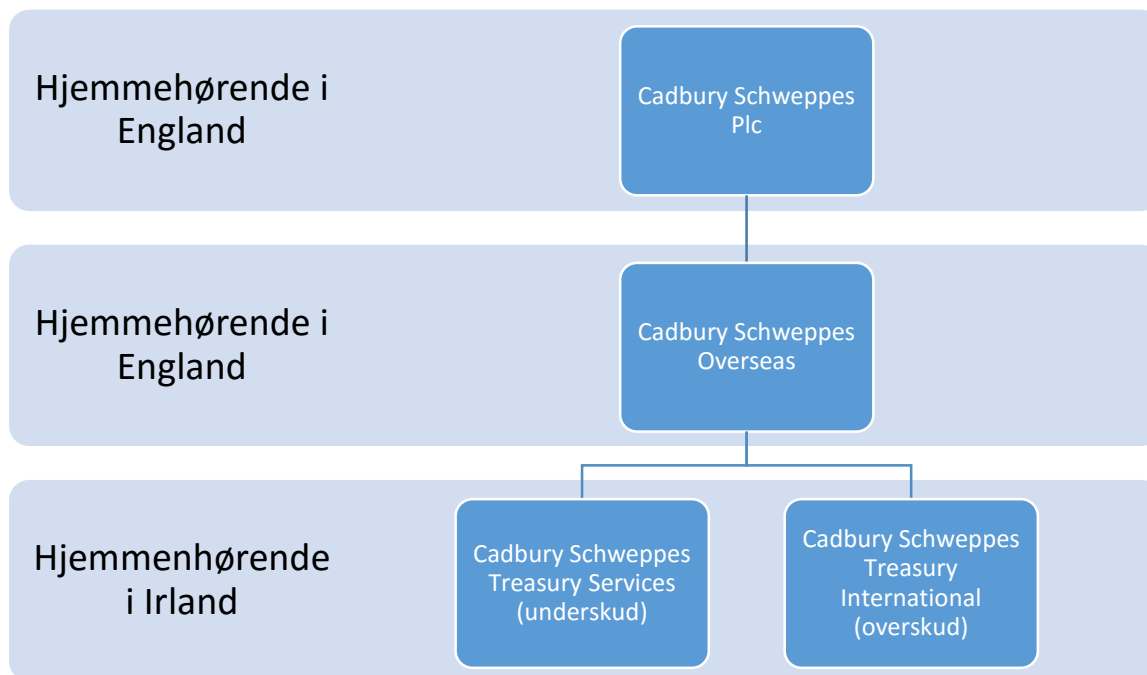 Hjemmehørende i
England
Cadbury Schweppes
Plc
Hjemmehørende i
England
Cadbury Schweppes
Overseas
Hjemmenhørende
i Irland
Cadbury Schweppes
Treasury Services
(underskud)
Cadbury Schweppes
Treasury
International
(overskud)